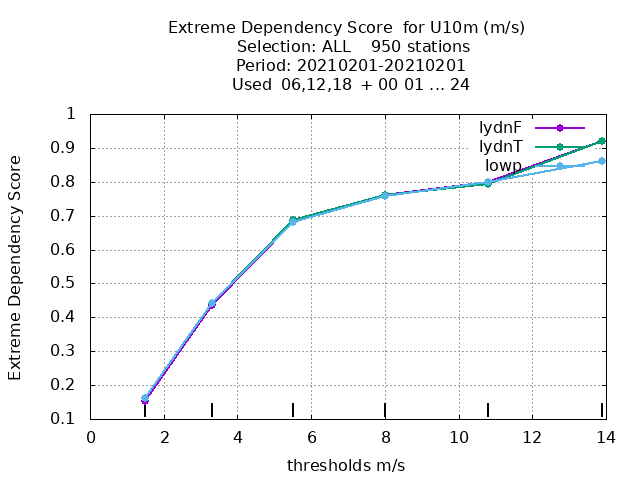 Extreme Dependency Score  for U10m (m/s)
Selection: ALL    950 stations
Period: 20210201-20210201
Used  06,12,18  + 00 01 ... 24
lydnF
lydnT
lowp
1
0.9
0.8
0.7
0.6
0.5
0.4
0.3
0.2
0.1
Extreme Dependency Score
0 2 4 6 8 10 12 14
thresholds m/s